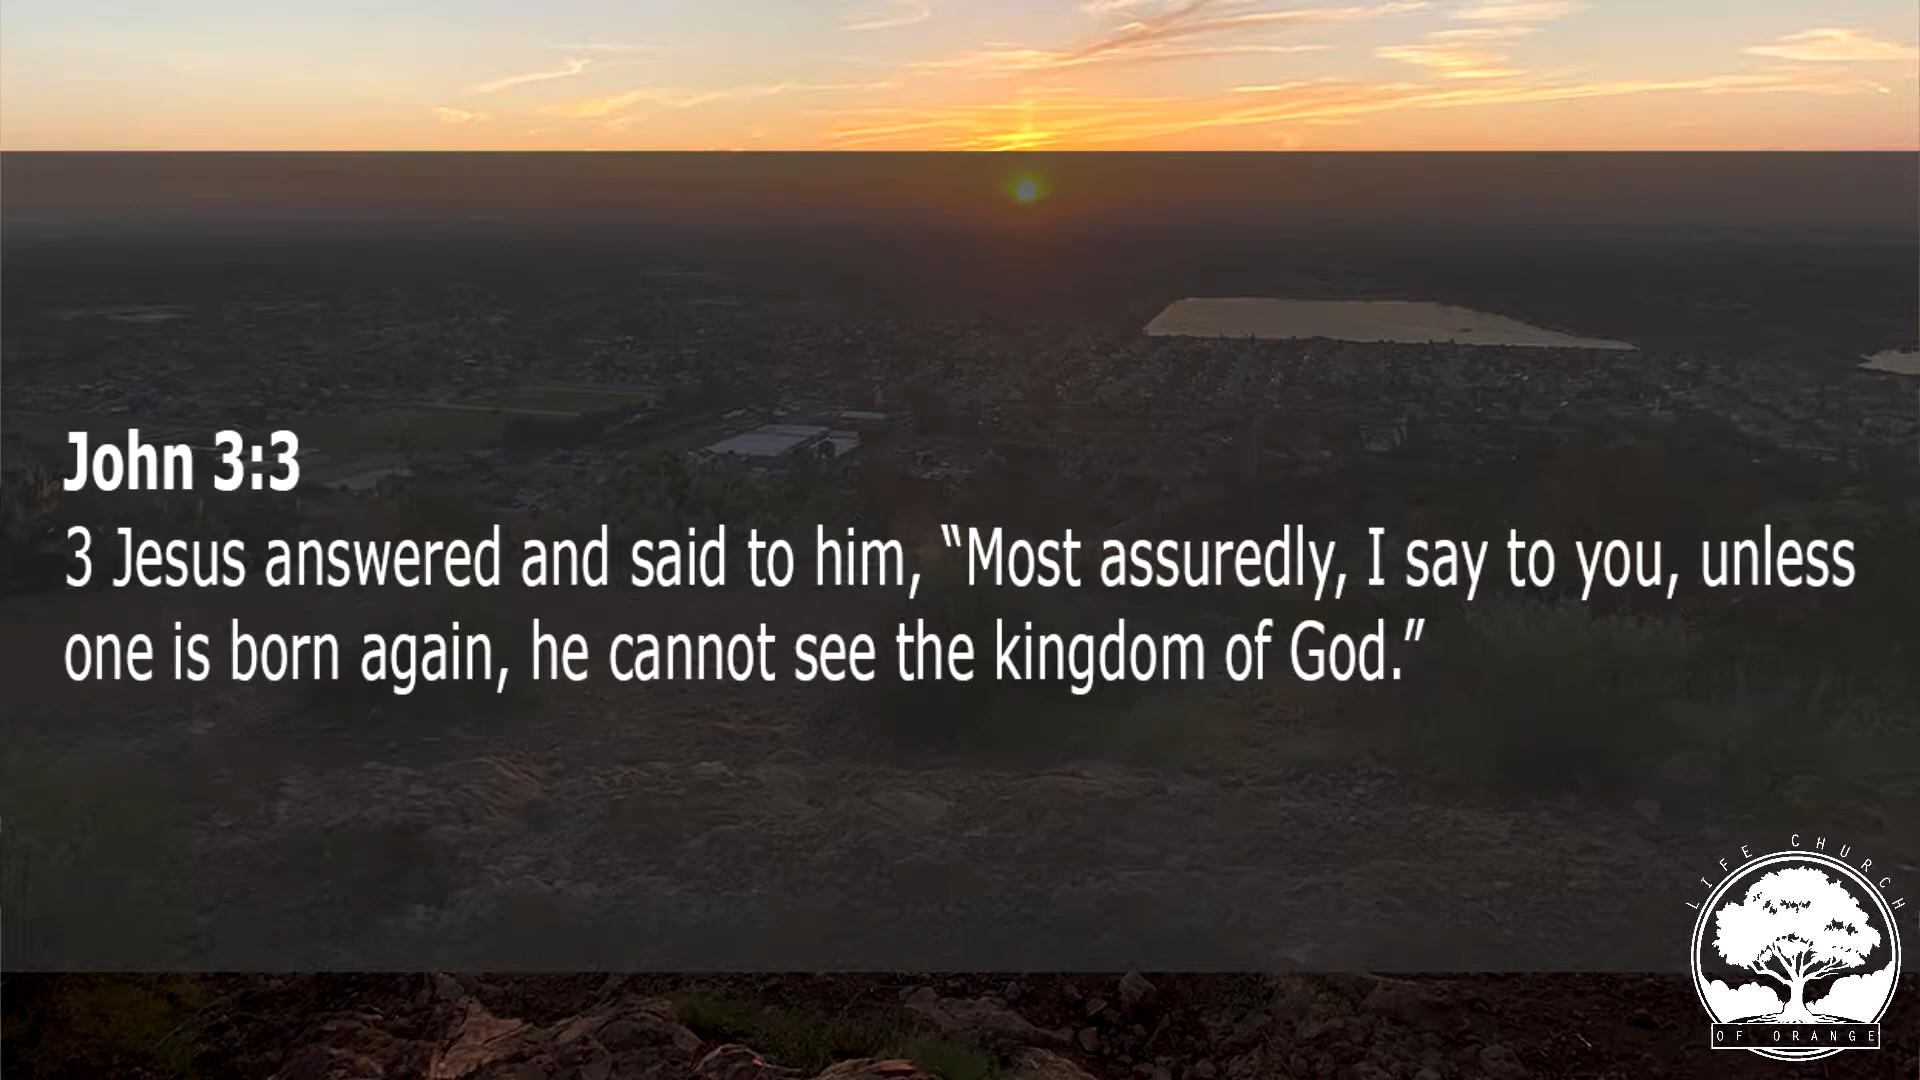 John 3:3
3 Jesus answered and said to him, “Most assuredly, I say to you, unless
one is born again, he cannot see the kingdom of God.”
LIFE CHURCH
OF ORANGE